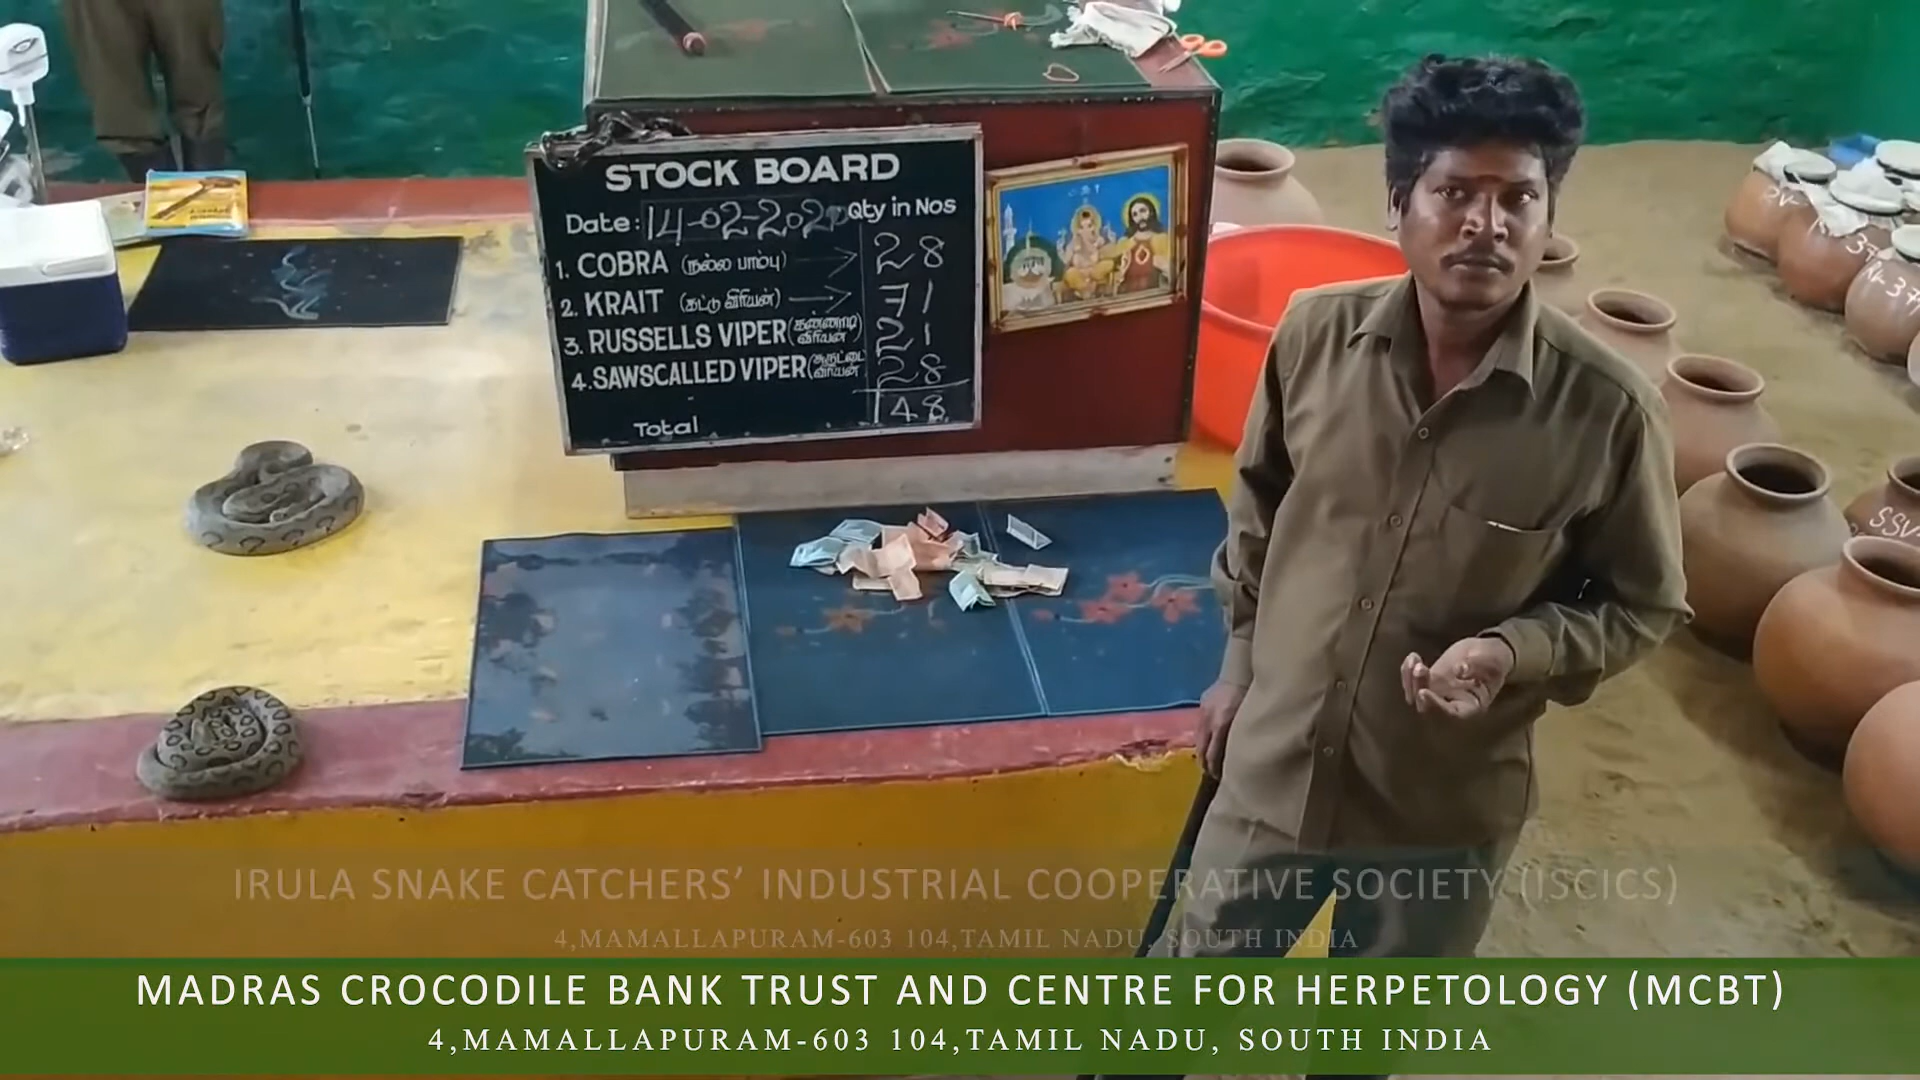 STOCK BOARD
Date: 14-02-2020 Qty in Nos
1. COBRA (நல்ல பாம்பு) 28
2. KRAIT (கட்டு விரியன்) 71
3. RUSSELLS VIPER (கண்ணாடி விரியன்) 21
4. SAWSCALLED VIPER (சுருட்டை விரியன் 28
Total 148
SSV-
IRULA SNAKE CATCHERS’ INDUSTRIAL COOPERATIVE SOCIETY (ISCICS)
4,MAMALLAPURAM-603 104,TAMIL NADU, SOUTH INDIA
MADRAS CROCODILE BANK TRUST AND CENTRE FOR HERPETOLOGY (MCBT)
4,MAMALLAPURAM-603 104,TAMIL NADU, SOUTH INDIA